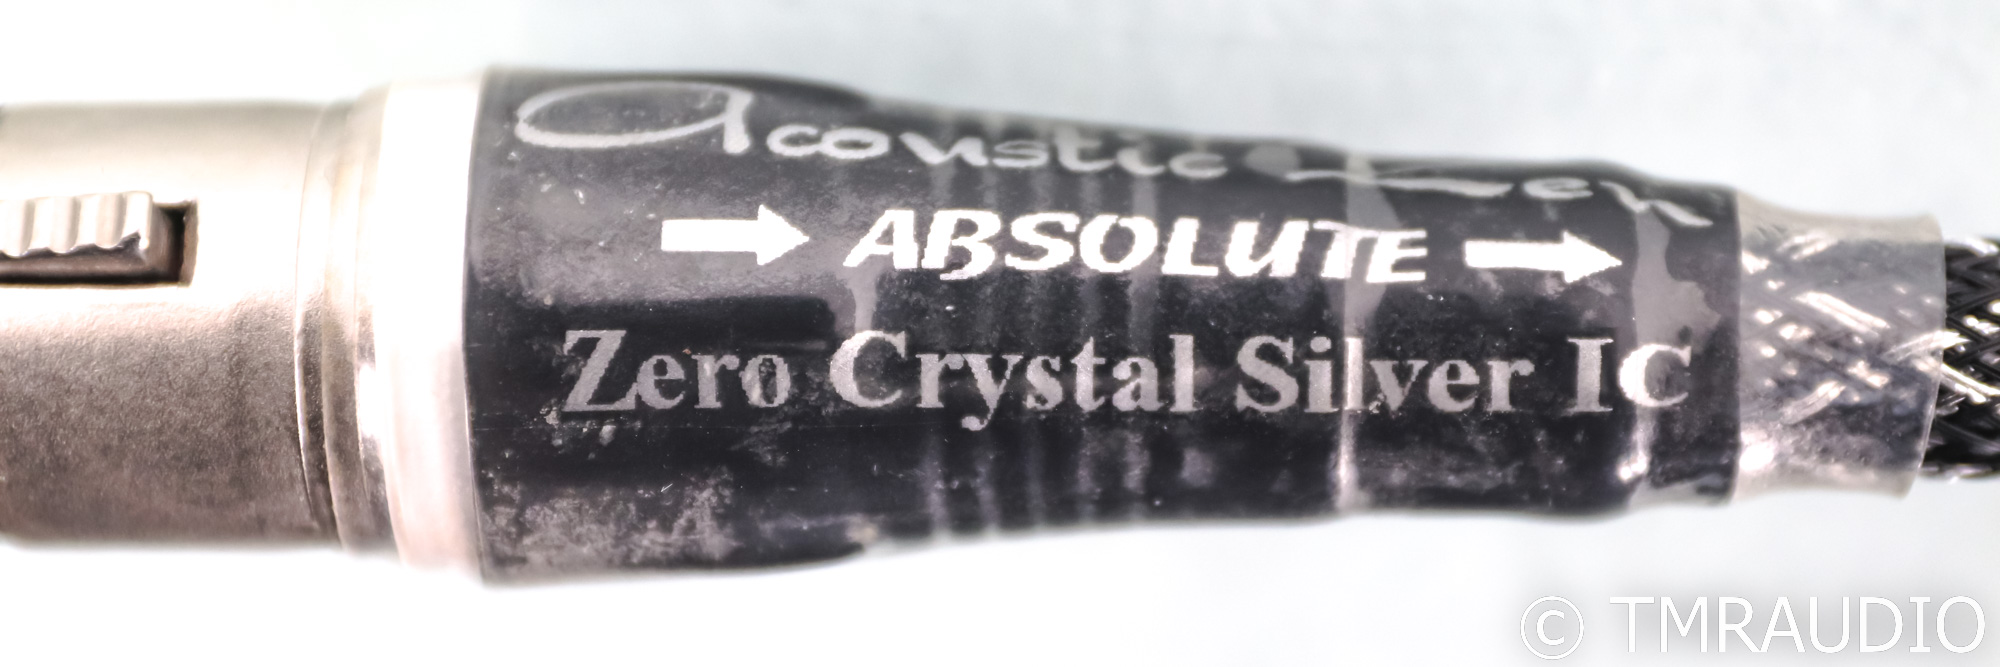 Acoustic Zen
→ ABSOLUTE →
Zero Crystal Silver IC
© TMRAUDIO